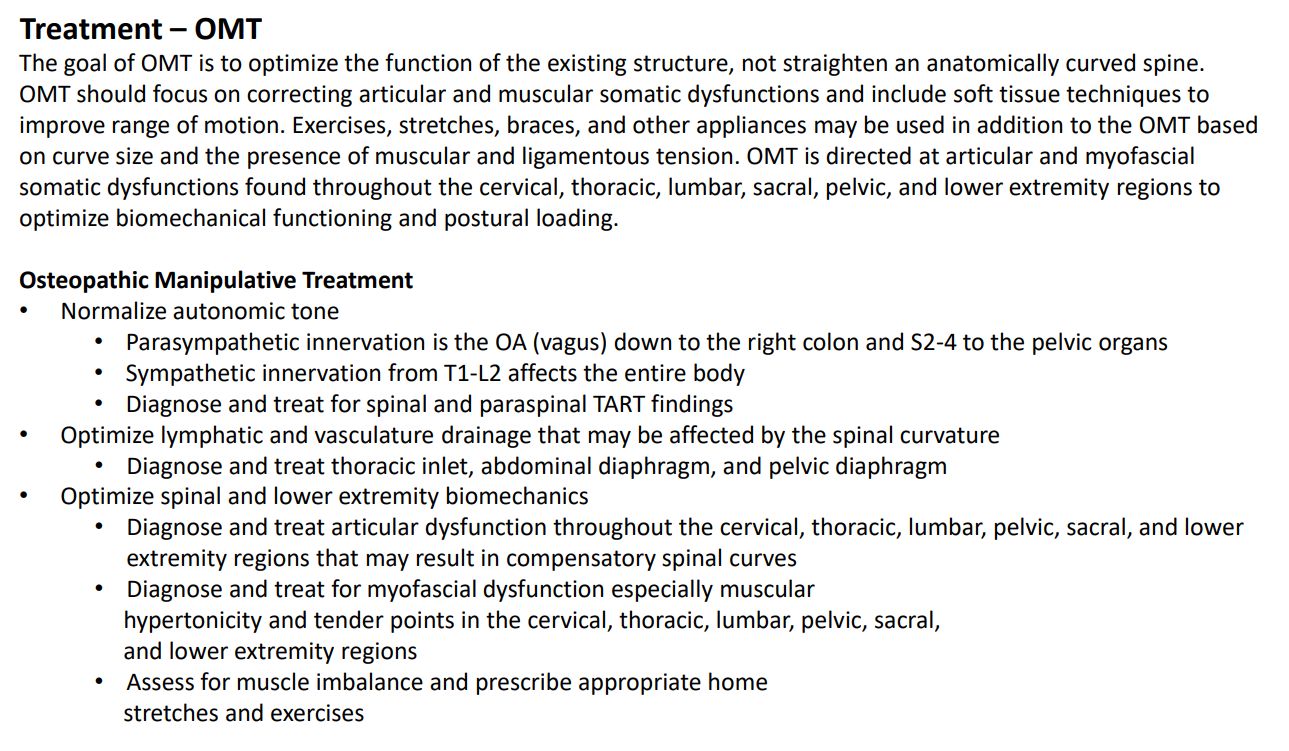 Treatment – OMT
The goal of OMT is to optimize the function of the existing structure, not straighten an anatomically curved spine.
OMT should focus on correcting articular and muscular somatic dysfunctions and include soft tissue techniques to
improve range of motion. Exercises, stretches, braces, and other appliances may be used in addition to the OMT based
on curve size and the presence of muscular and ligamentous tension. OMT is directed at articular and myofascial
somatic dysfunctions found throughout the cervical, thoracic, lumbar, sacral, pelvic, and lower extremity regions to
optimize biomechanical functioning and postural loading.
Osteopathic Manipulative Treatment
• Normalize autonomic tone
• Parasympathetic innervation is the OA (vagus) down to the right colon and S2-4 to the pelvic organs
• Sympathetic innervation from T1-L2 affects the entire body
• Diagnose and treat for spinal and paraspinal TART findings
• Optimize lymphatic and vasculature drainage that may be affected by the spinal curvature
• Diagnose and treat thoracic inlet, abdominal diaphragm, and pelvic diaphragm
• Optimize spinal and lower extremity biomechanics
• Diagnose and treat articular dysfunction throughout the cervical, thoracic, lumbar, pelvic, sacral, and lower
extremity regions that may result in compensatory spinal curves
• Diagnose and treat for myofascial dysfunction especially muscular
hypertonicity and tender points in the cervical, thoracic, lumbar, pelvic, sacral,
and lower extremity regions
• Assess for muscle imbalance and prescribe appropriate home
stretches and exercises